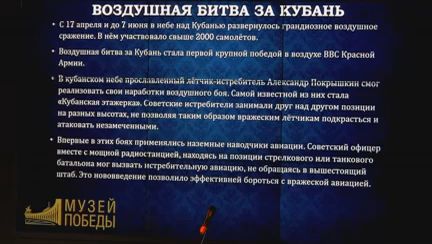 ВОЗДУШНАЯ БИТВА ЗА КУБАНЬ
• С 17 апреля и до 7 июня в небе над Кубанью развернулось грандиозное воздушное
сражение. В нём участвовало свыше 2000 самолётов.
• Воздушная битва за Кубань стала первой крупной победой в воздухе ВВС Красной
Армии.
• В кубанском небе прославленный лётчик-истребитель Александр Покрышкин смог
реализовать свои наработки воздушного боя. Самой известной из них стала
«Кубанская этажерка». Советские истребители занимали друг над другом позиции
на разных высотах, не позволяя таким образом вражеским лётчикам подкрасться и
атаковать незамеченными.
• Впервые в этих боях применялись наземные наводчики авиации. Советский офицер
вместе с мощной радиостанцией, находясь на позиции стрелкового или танкового
батальона мог вызвать истребительную авиацию, не обращаясь в вышестоящий
штаб. Это нововведение позволило эффективней бороться с вражеской авиацией.
МУЗЕЙ
ПОБЕДЫ